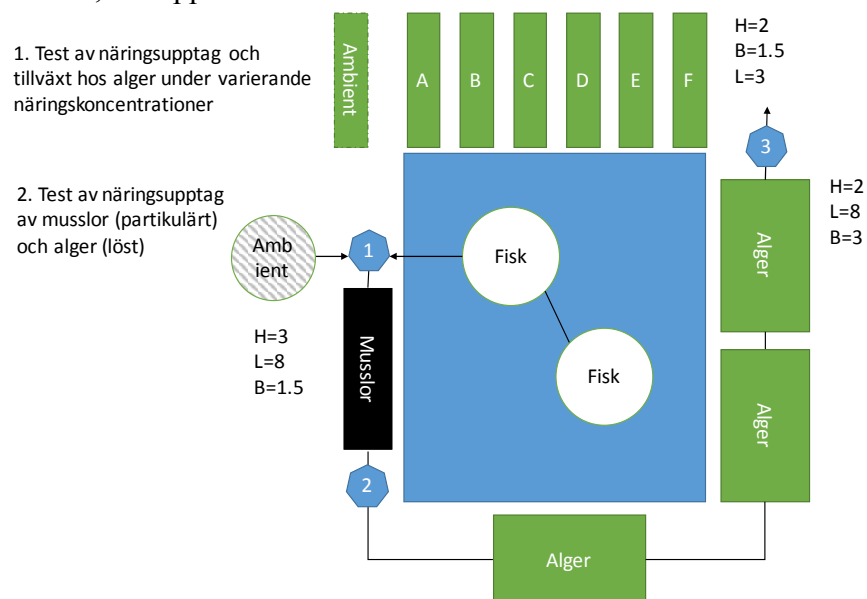 1. Test av näringsupptag och
tillväxt hos alger under varierande
näringskoncentrationer
Ambient
A
B
C
D
E
F
H=2
B=1.5
L=3
3
2. Test av näringsupptag
av musslor (partikulärt)
och alger (löst)
Amb
ient
1
Fisk
Fisk
H=3
L=8
B=1.5
Musslor
2
Alger
H=2
L=8
B=3
Alger
Alger